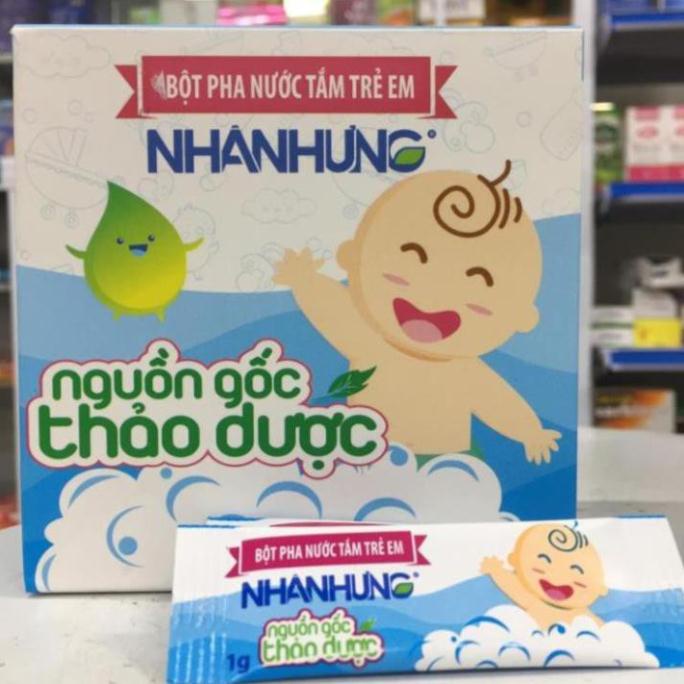 BỘT PHA NƯỚC TẮM TRẺ EM
NHÂNHƯNG®
nguồn gốc
thảo dược
BỘT PHA NƯỚC TẮM TRẺ EM
NHÂNHƯNG®
nguồn gốc
1g thảo dược